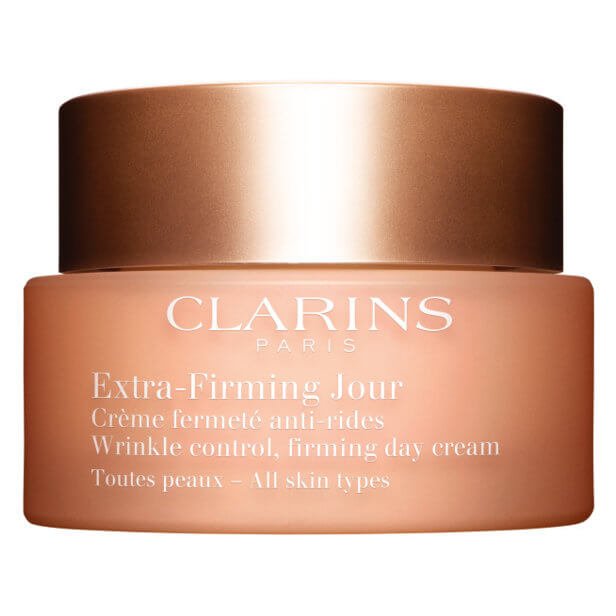 CLARINS
PARIS
Extra-Firming Jour
Crème fermeté anti-rides
Wrinkle control, firming day cream
Toutes peaux – All skin types